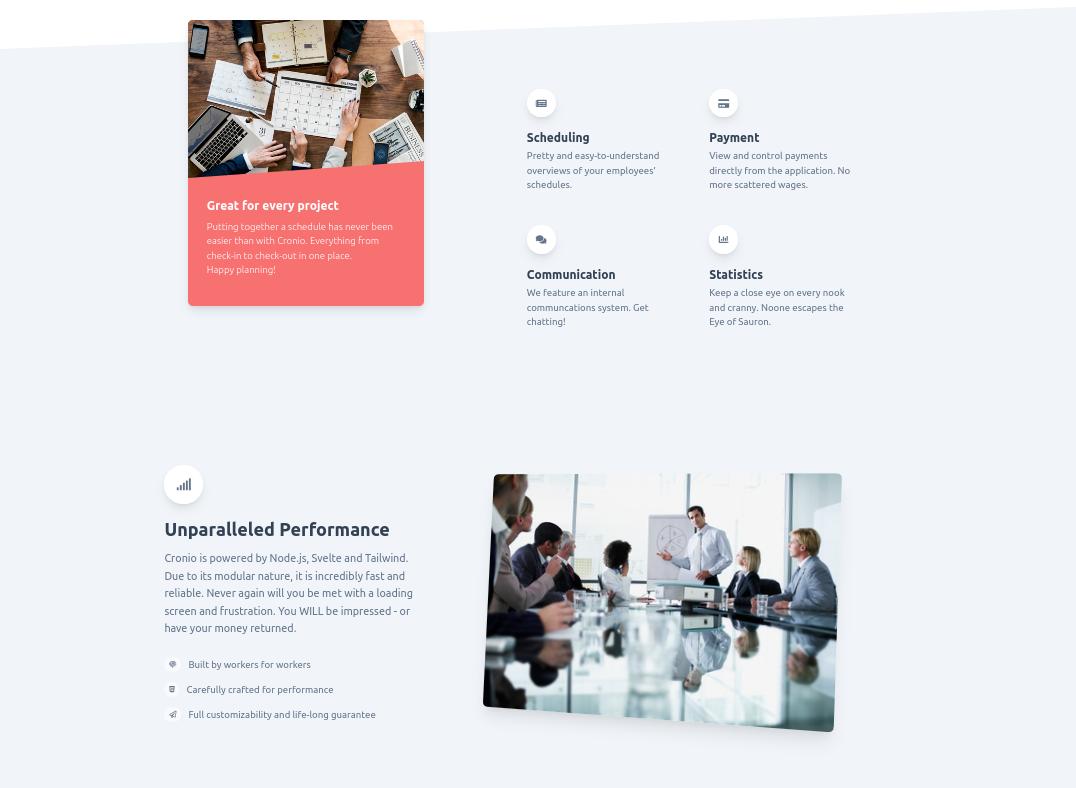 Great for every project
Putting together a schedule has never been
easier than with Cronio. Everything from
check-in to check-out in one place.
Happy planning!
Scheduling
Pretty and easy-to-understand
overviews of your employees'
schedules.
Payment
View and control payments
directly from the application. No
more scattered wages.
Communication
We feature an internal
communcations system. Get
chatting!
Statistics
Keep a close eye on every nook
and cranny. Noone escapes the
Eye of Sauron.
Unparalleled Performance
Cronio is powered by Node.js, Svelte and Tailwind.
Due to its modular nature, it is incredibly fast and
reliable. Never again will you be met with a loading
screen and frustration. You WILL be impressed - or
have your money returned.
Built by workers for workers
Carefully crafted for performance
Full customizability and life-long guarantee